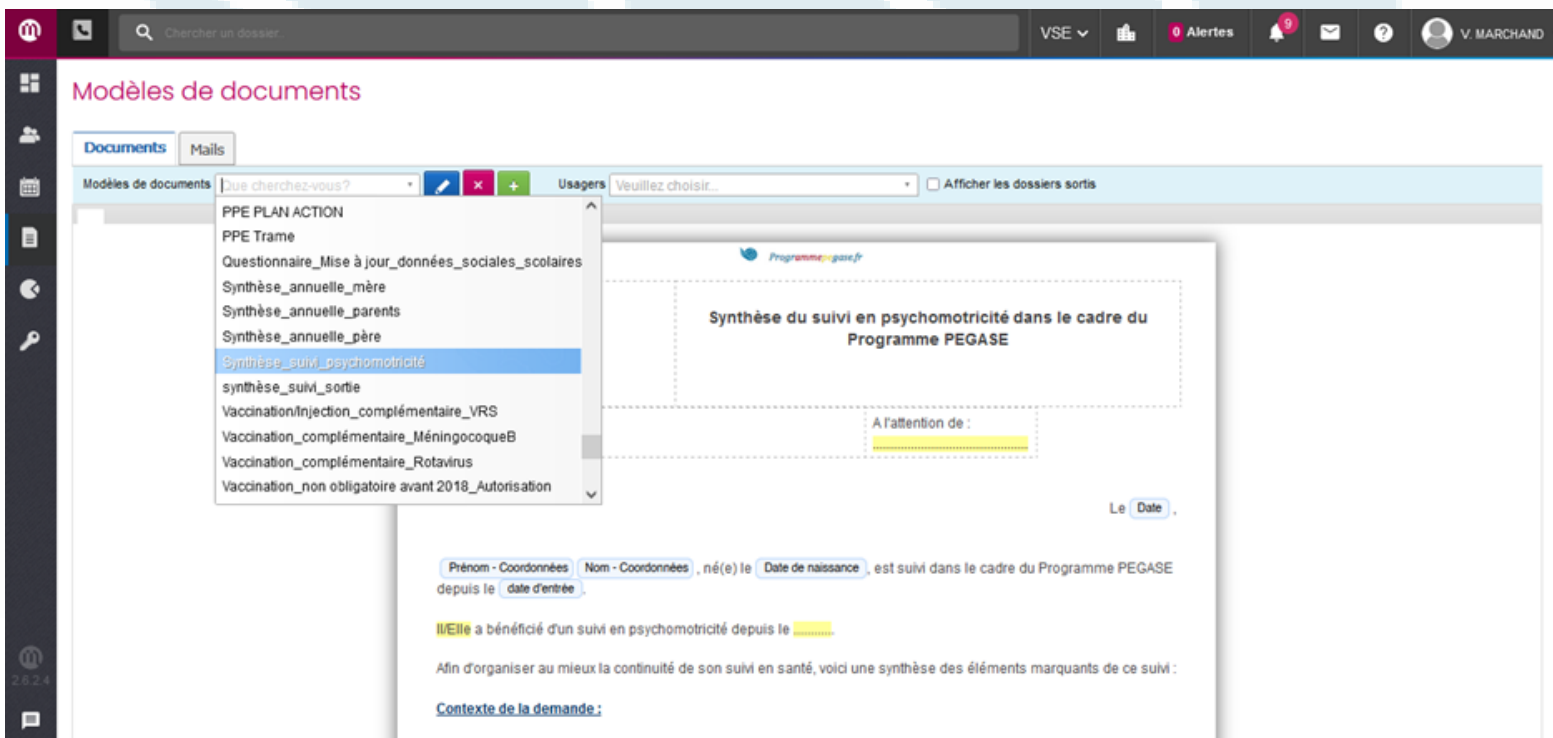 Chercher un dossier.
VSE
0 Alertes
9
V. MARCHAND
Modèles de documents
Documents
Mails
Modèles de documents
Que cherchez-vous?
Usagers
Veuillez choisir...
Afficher les dossiers sortis
PPE PLAN ACTION
PPE Trame
Questionnaire_Mise à jour_données_sociales_scolaires
Synthèse_annuelle_mère
Synthèse_annuelle_parents
Synthèse_annuelle_père
Synthèse_suivi_psychomotricité
synthèse_suivi_sortie
Vaccination/Injection_complémentaire_VRS
Vaccination_complémentaire_MéningocoqueB
Vaccination_complémentaire_Rotavirus
Vaccination_non obligatoire avant 2018_Autorisation
Programmepegase.fr
Synthèse du suivi en psychomotricité dans le cadre du
Programme PEGASE
A l'attention de :
Le Date ,
Prénom - Coordonnées Nom - Coordonnées , né(e) le Date de naissance , est suivi dans le cadre du Programme PEGASE
depuis le date d'entrée .
Il/Elle a bénéficié d'un suivi en psychomotricité depuis le ...........
Afin d'organiser au mieux la continuité de son suivi en santé, voici une synthèse des éléments marquants de ce suivi :
Contexte de la demande :
2.6.2.4